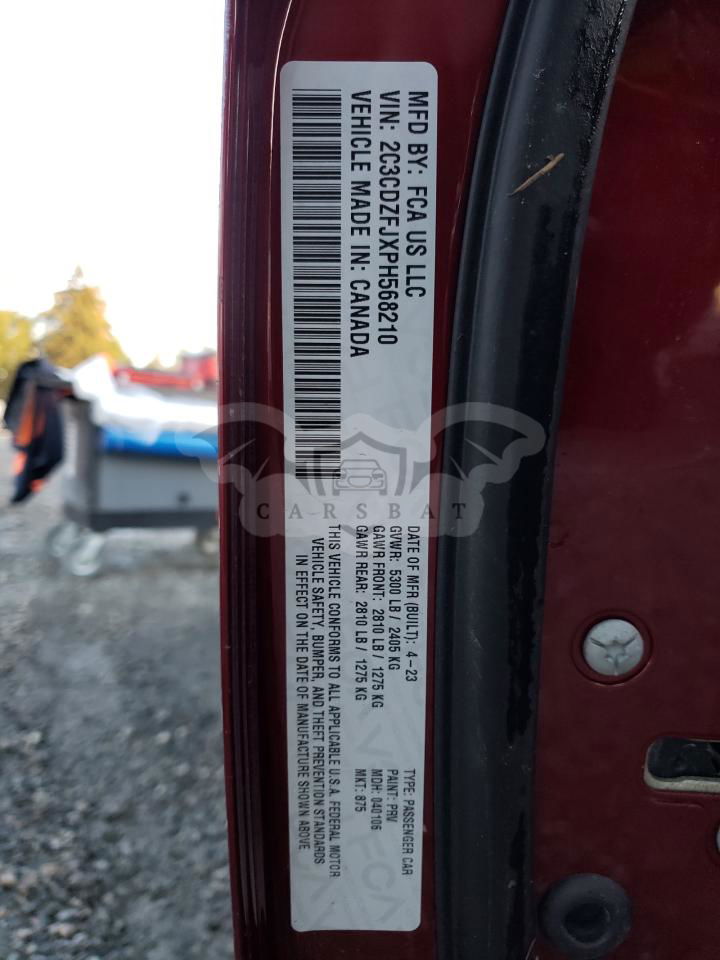 MFD BY: FCA US LLC
VIN: 2C3CDZFJXPH568210
VEHICLE MADE IN: CANADA
DATE OF MFR (BUILT): 4-23
GVWR: 5300 LB / 2405 KG
GAWR FRONT: 2810 LB / 1275 KG
GAWR REAR: 2810 LB / 1275 KG
TYPE: PASSENGER CAR
PAINT: PRV
MDH: 040106
MKT: 875
THIS VEHICLE CONFORMS TO ALL APPLICABLE U.S.A. FEDERAL MOTOR
VEHICLE SAFETY, BUMPER, AND THEFT PREVENTION STANDARDS
IN EFFECT ON THE DATE OF MANUFACTURE SHOWN ABOVE
CARSBAT
FCA